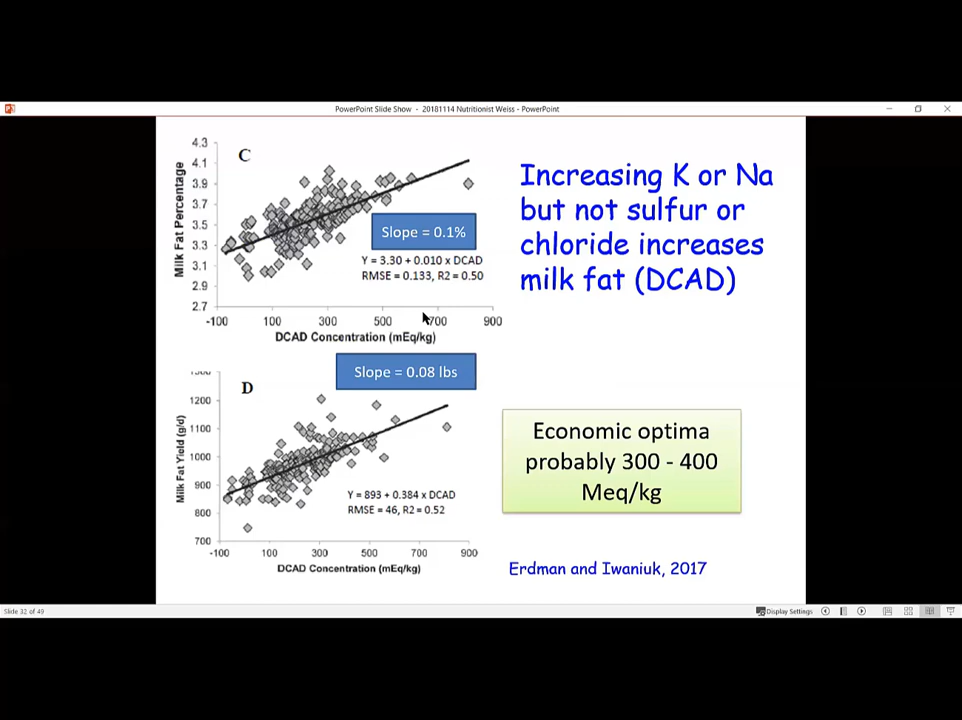 PowerPoint Slide Show - 20181114 Nutritionist Weiss - PowerPoint
C
Milk Fat Percentage
4.3
4.1
3.9
3.7
3.5
3.3
3.1
2.9
2.7
Slope = 0.1%
Y = 3.30 + 0.010 x DCAD
RMSE = 0.133, R2 = 0.50
-100 100 300 500 700 900
DCAD Concentration (mEq/kg)
Increasing K or Na
but not sulfur or
chloride increases
milk fat (DCAD)
Slope = 0.08 lbs
D
Milk Fat Yield (g/d)
1200
1100
1000
900
800
700
Y = 893 + 0.384 x DCAD
RMSE = 46, R2 = 0.52
-100 100 300 500 700 900
DCAD Concentration (mEq/kg)
Economic optima
probably 300 - 400
Meq/kg
Erdman and Iwaniuk, 2017
Slide 32 of 49
Display Settings